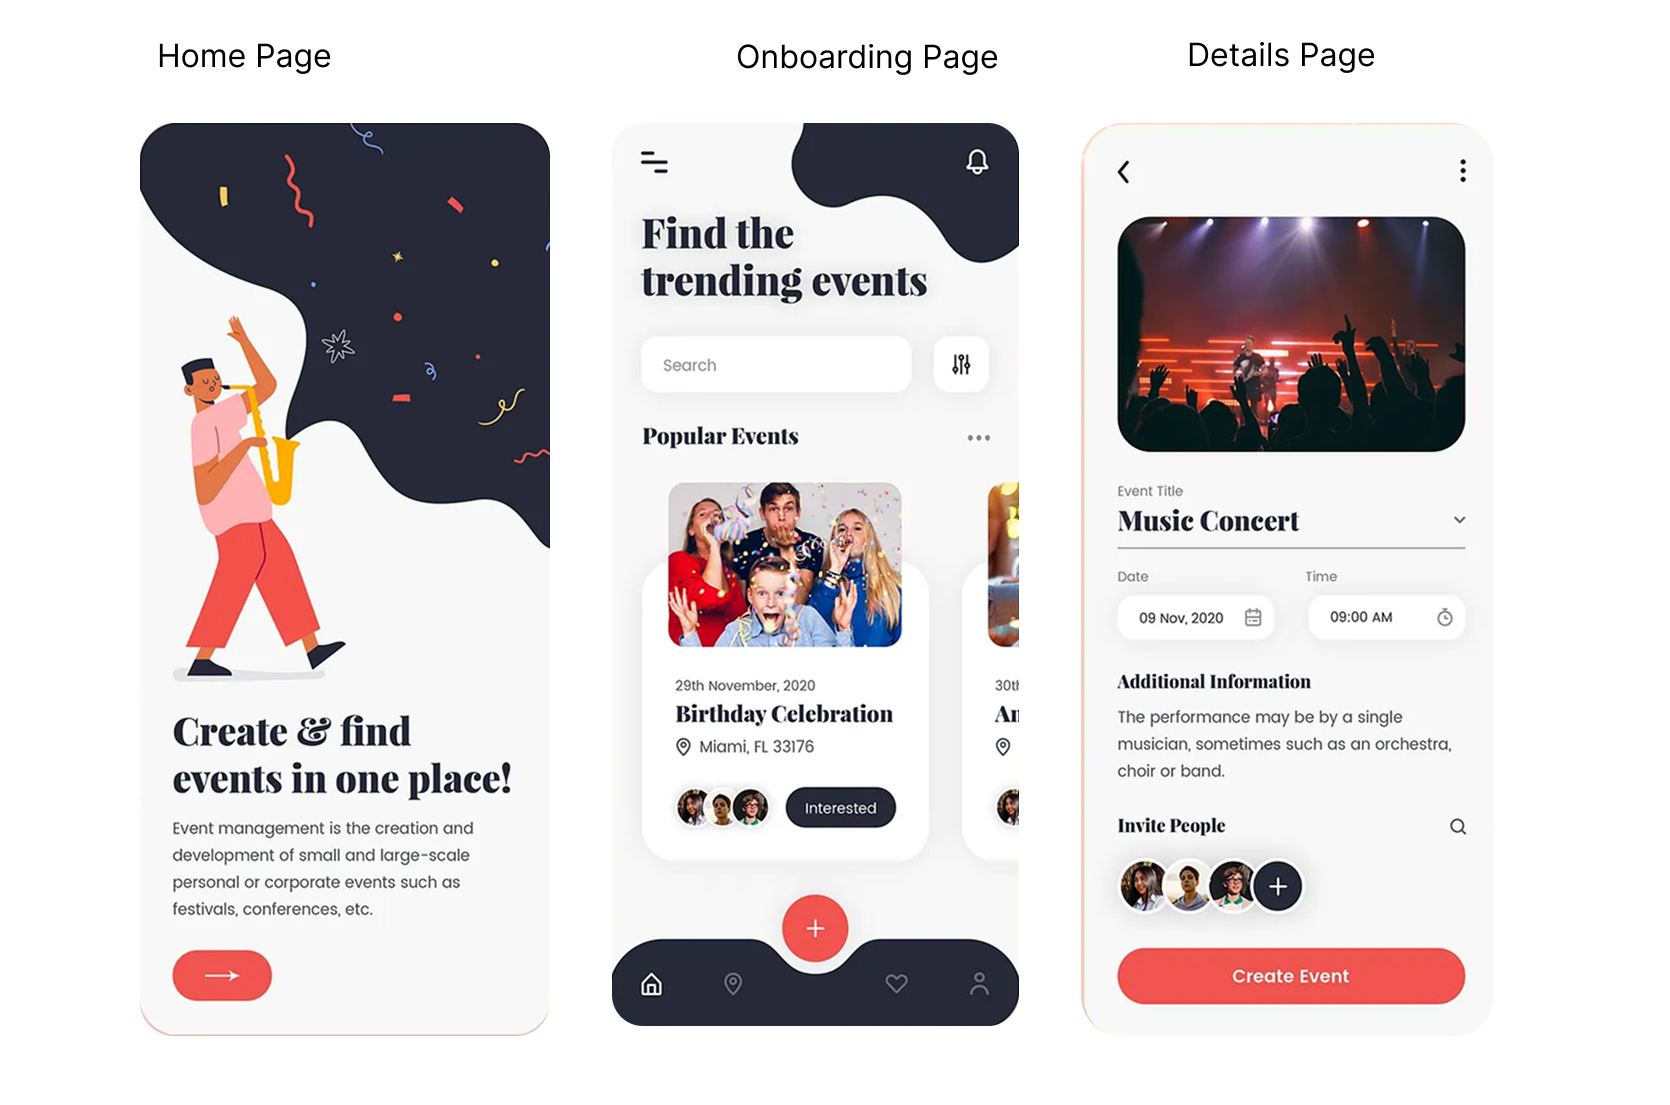 Home Page
Create & find
events in one place!
Event management is the creation and
development of small and large-scale
personal or corporate events such as
festivals, conferences, etc.
Onboarding Page
Find the
trending events
Search
Popular Events
29th November, 2020
Birthday Celebration
Miami, FL 33176
Interested
30th
An
Details Page
Event Title
Music Concert
Date
Time
09 Nov, 2020
09:00 AM
Additional Information
The performance may be by a single
musician, sometimes such as an orchestra,
choir or band.
Invite People
Create Event